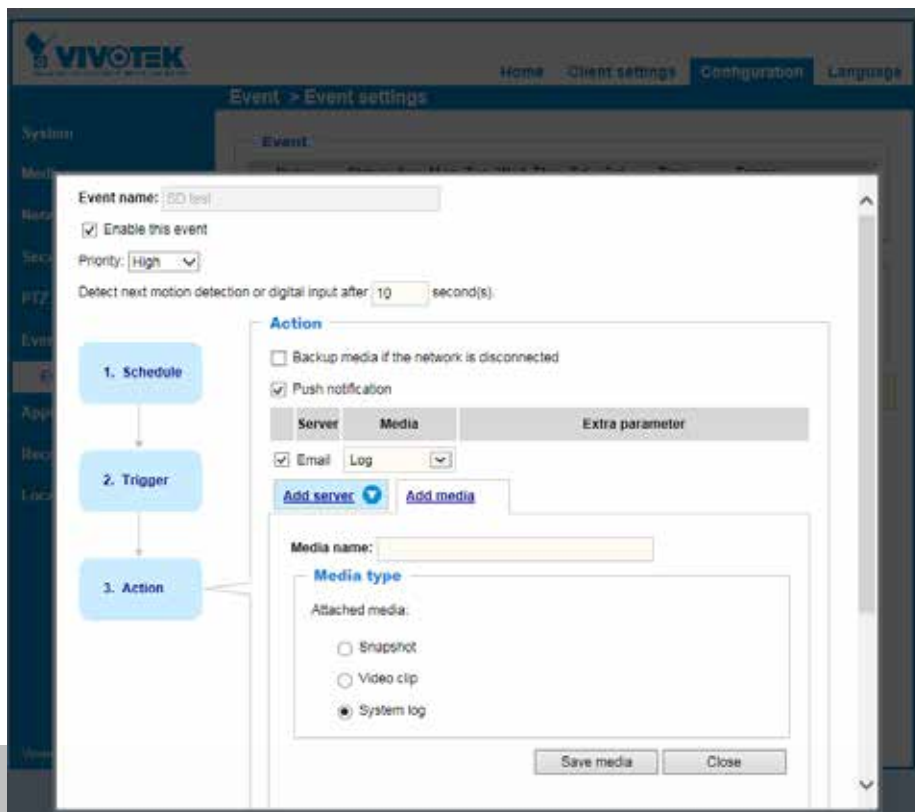 VIVOTEK
Home Client settings Configuration Language
Event > Event settings
System
Event
Event name: SD test
Enable this event
Priority: High
Detect next motion detection or digital input after 10 second(s).
Action
Backup media if the network is disconnected
1. Schedule
Push notification
Server Media Extra parameter
Email Log
2. Trigger
Add server Add media
Media name:
Media type
3. Action
Attached media:
Snapshot
Video clip
System log
Save media Close